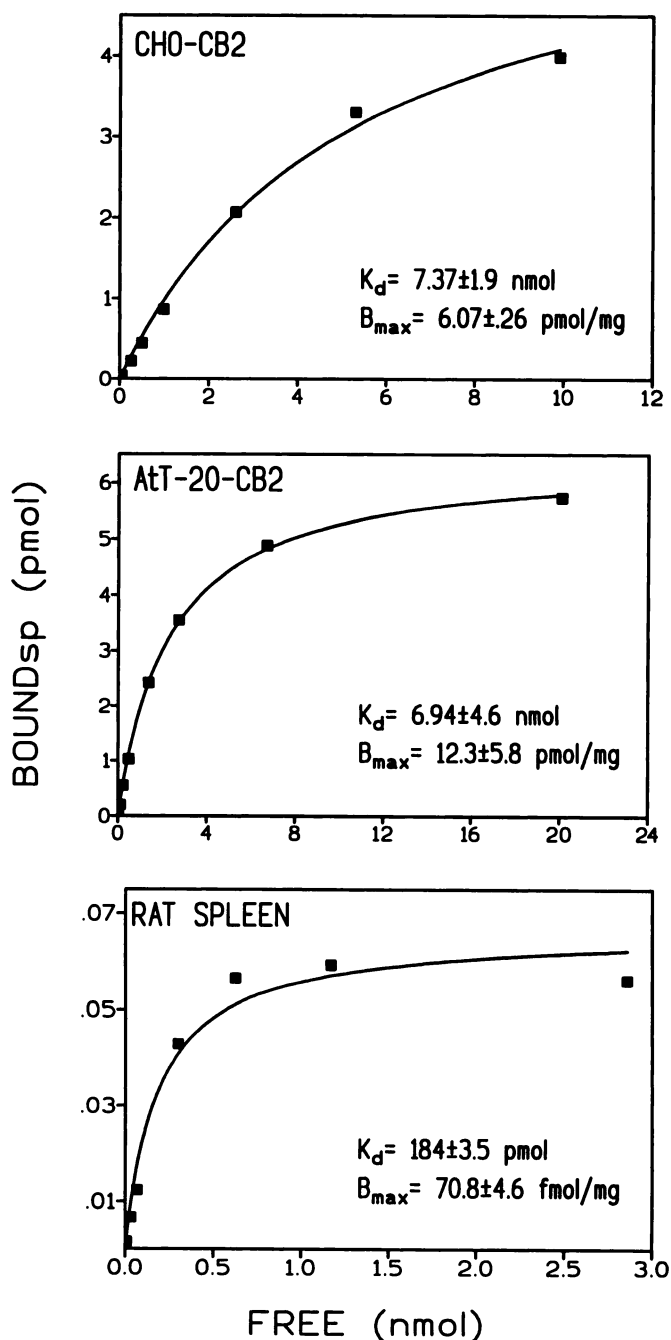 CHO-CB2
4
3
2
1
0
K_d= 7.37±1.9 nmol
B_max= 6.07±.26 pmol/mg
0 2 4 6 8 10 12
AtT-20-CB2
6
5
4
3
2
1
0
K_d= 6.94±4.6 nmol
B_max= 12.3±5.8 pmol/mg
0 4 8 12 16 20 24
BOUNDsp (pmol)
RAT SPLEEN
.07
.05
.03
.01
K_d= 184±3.5 pmol
B_max= 70.8±4.6 fmol/mg
0.0 0.5 1.0 1.5 2.0 2.5 3.0
FREE (nmol)